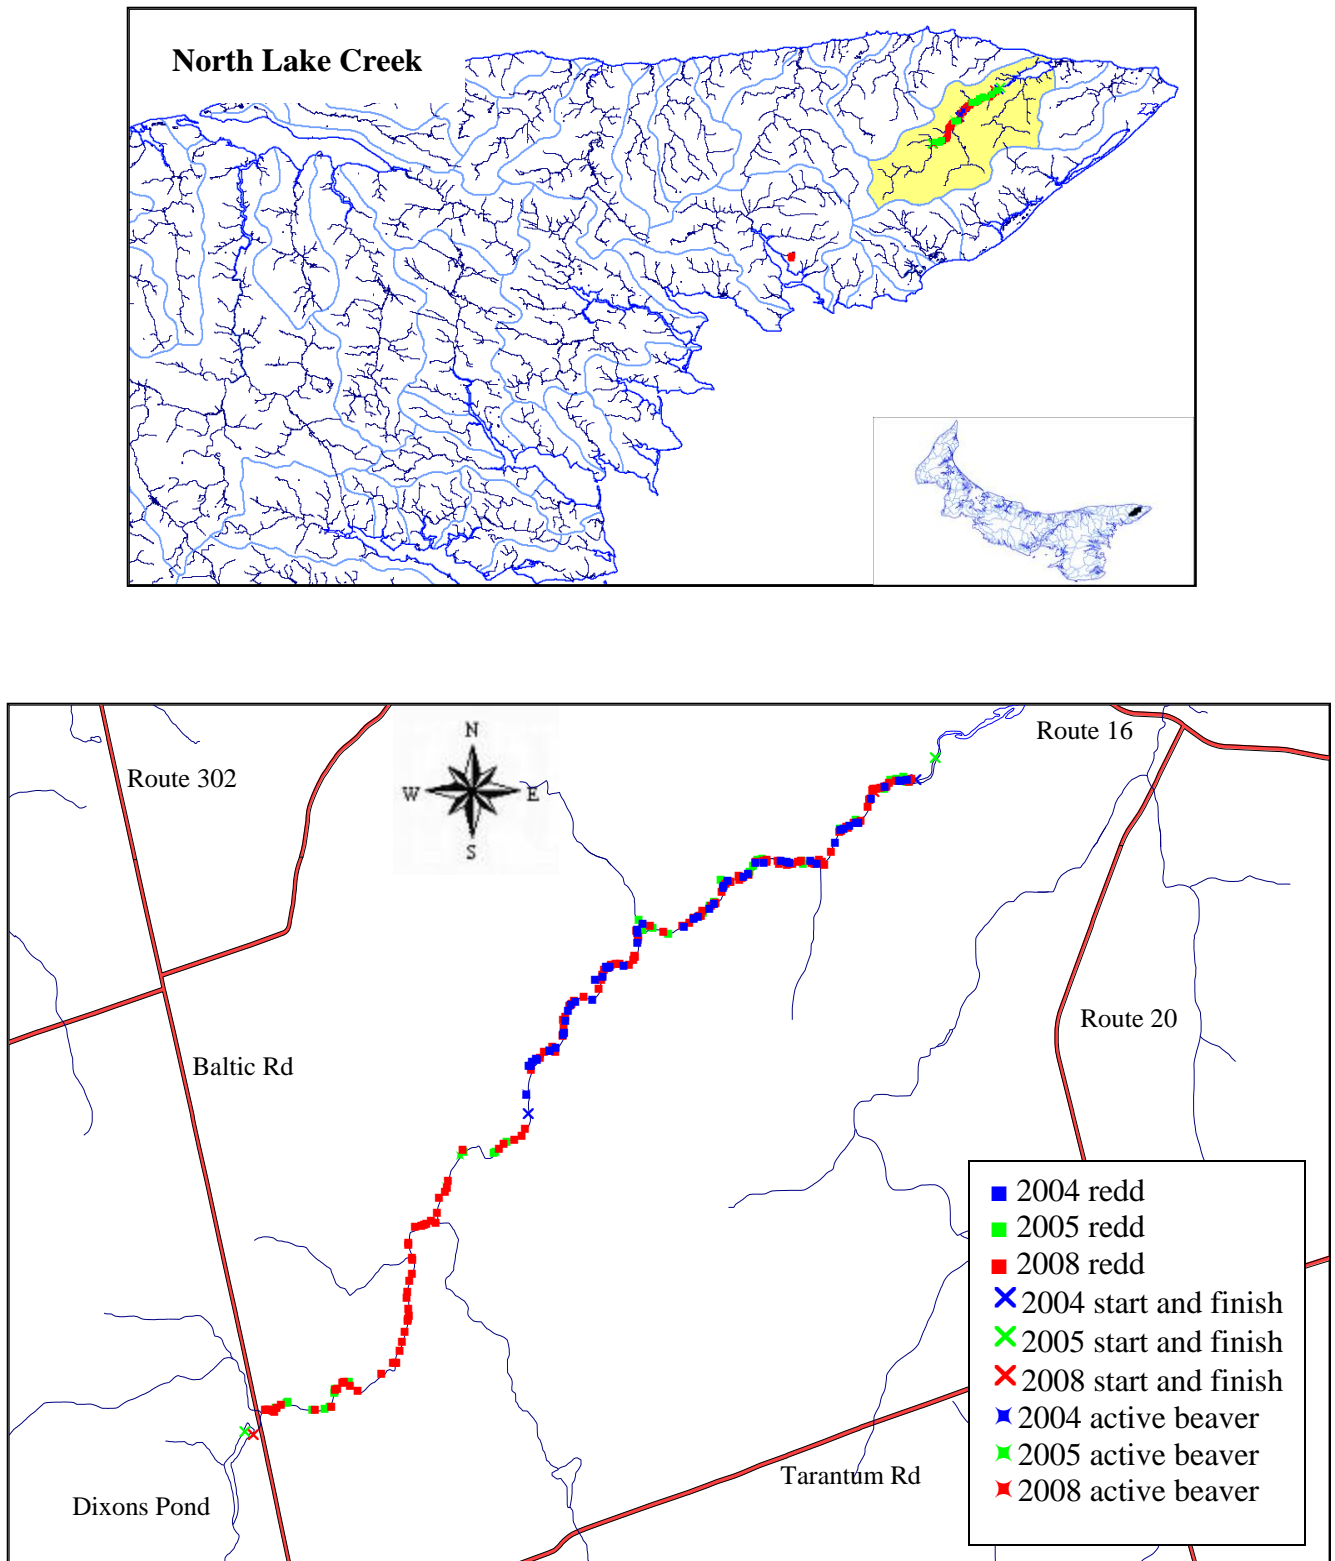 North Lake Creek
N
W
E
S
Route 16
Route 302
Route 20
Baltic Rd
2004 redd
2005 redd
2008 redd
2004 start and finish
2005 start and finish
2008 start and finish
2004 active beaver
2005 active beaver
2008 active beaver
Tarantum Rd
Dixons Pond